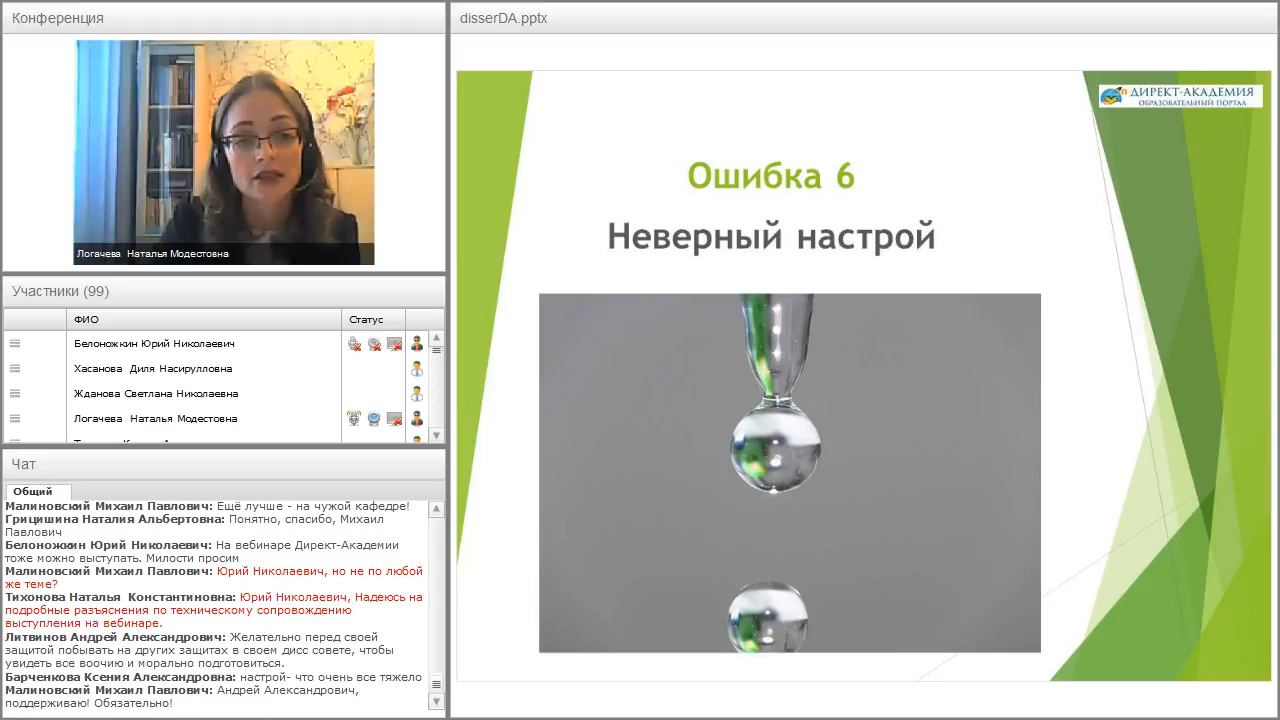 Конференция
Логачева Наталья Модестовна
Участники (99)
ФИО
Статус
Белоножкин Юрий Николаевич
Хасанова Диля Насирулловна
Жданова Светлана Николаевна
Логачева Наталья Модестовна
Чат
Общий
Малиновский Михаил Павлович: Ещё лучше - на чужой кафедре!
Грицишина Наталия Альбертовна: Понятно, спасибо, Михаил
Павлович
Белоножкин Юрий Николаевич: На вебинаре Директ-Академии
тоже можно выступать. Милости просим
Малиновский Михаил Павлович: Юрий Николаевич, но не по любой
же теме?
Тихонова Наталья Константиновна: Юрий Николаевич, Надеюсь на
подробные разъяснения по техническому сопровождению
выступления на вебинаре.
Литвинов Андрей Александрович: Желательно перед своей
защитой побывать на других защитах в своем дисс совете, чтобы
увидеть все воочию и морально подготовиться.
Барченкова Ксения Александровна: настрой- что очень все тяжело
Малиновский Михаил Павлович: Андрей Александрович,
поддерживаю! Обязательно!
disserDA.pptx
ДИРЕКТ-АКАДЕМИЯ
ОБРАЗОВАТЕЛЬНЫЙ ПОРТАЛ
Ошибка 6
Неверный настрой